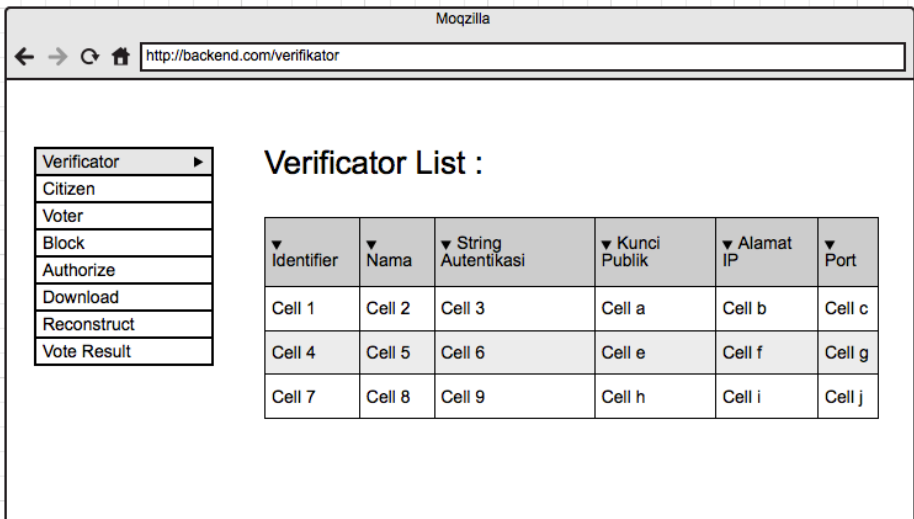 Moqzilla
http://backend.com/verifikator
Verificator
Citizen
Voter
Block
Authorize
Download
Reconstruct
Vote Result
Verificator List :
Identifier
Nama
String
Autentikasi
Kunci
Publik
Alamat
IP
Port
Cell 1 Cell 2 Cell 3 Cell a Cell b Cell c
Cell 4 Cell 5 Cell 6 Cell e Cell f Cell g
Cell 7 Cell 8 Cell 9 Cell h Cell i Cell j